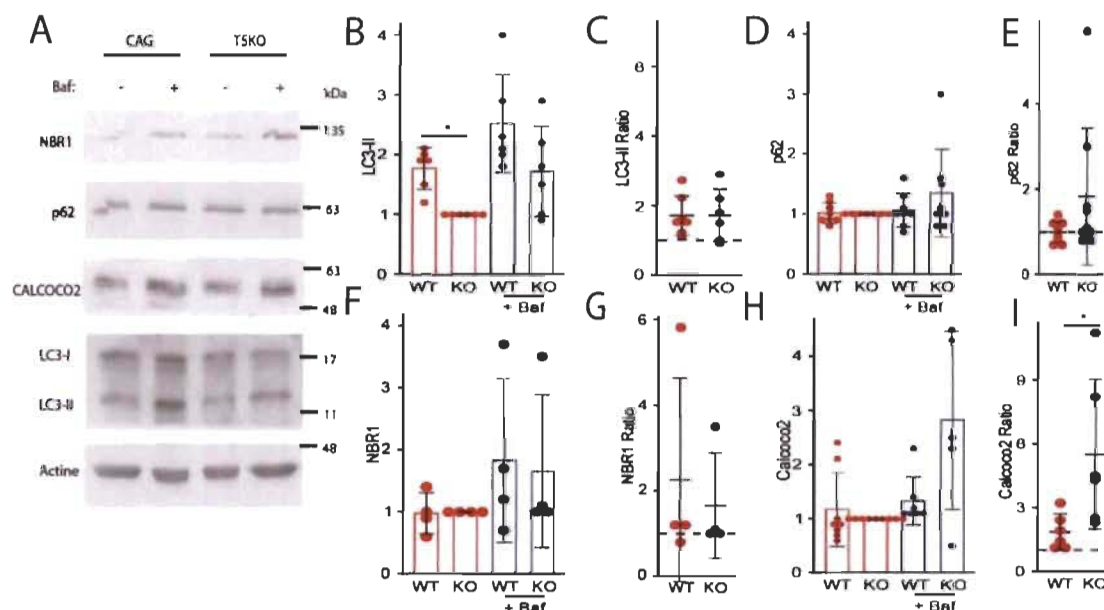 A
CAG TSKO
Baf: - + - + kDa
NBR1 135
p62 63
CALCOCO2 63
48
LC3-I 17
LC3-II 11
48
Actine
B
LC3-II
4
3
2
1
0
WT KO WT KO
+ Baf
C
LC3-II Ratio
6
4
2
0
WT KO
D
p62
4
3
2
1
0
WT KO WT KO
+ Baf
E
p62 Ratio
6
4
2
0
WT KO
F
NBR1
4
3
2
1
0
WT KO WT KO
+ Baf
G
NBR1 Ratio
6
4
2
0
WT KO
H
Calcoco2
4
3
2
1
0
WT KO WT KO
+ Baf
I
Calcoco2 Ratio
9
6
3
0
WT KO